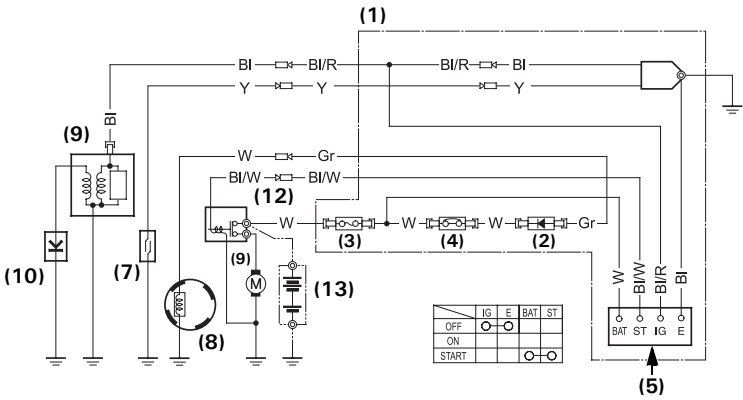 (1)
Bl Bl/R Bl/R Bl
Y Y Y
Bl
(9)
W Gr
Bl/W Bl/W
(12)
W W W Gr
(3) (4) (2)
(10) (7) (9) M (13)
(8)
W Bl/W Bl/R Bl
IG E BAT ST
OFF
ON
START
BAT ST IG E
(5)